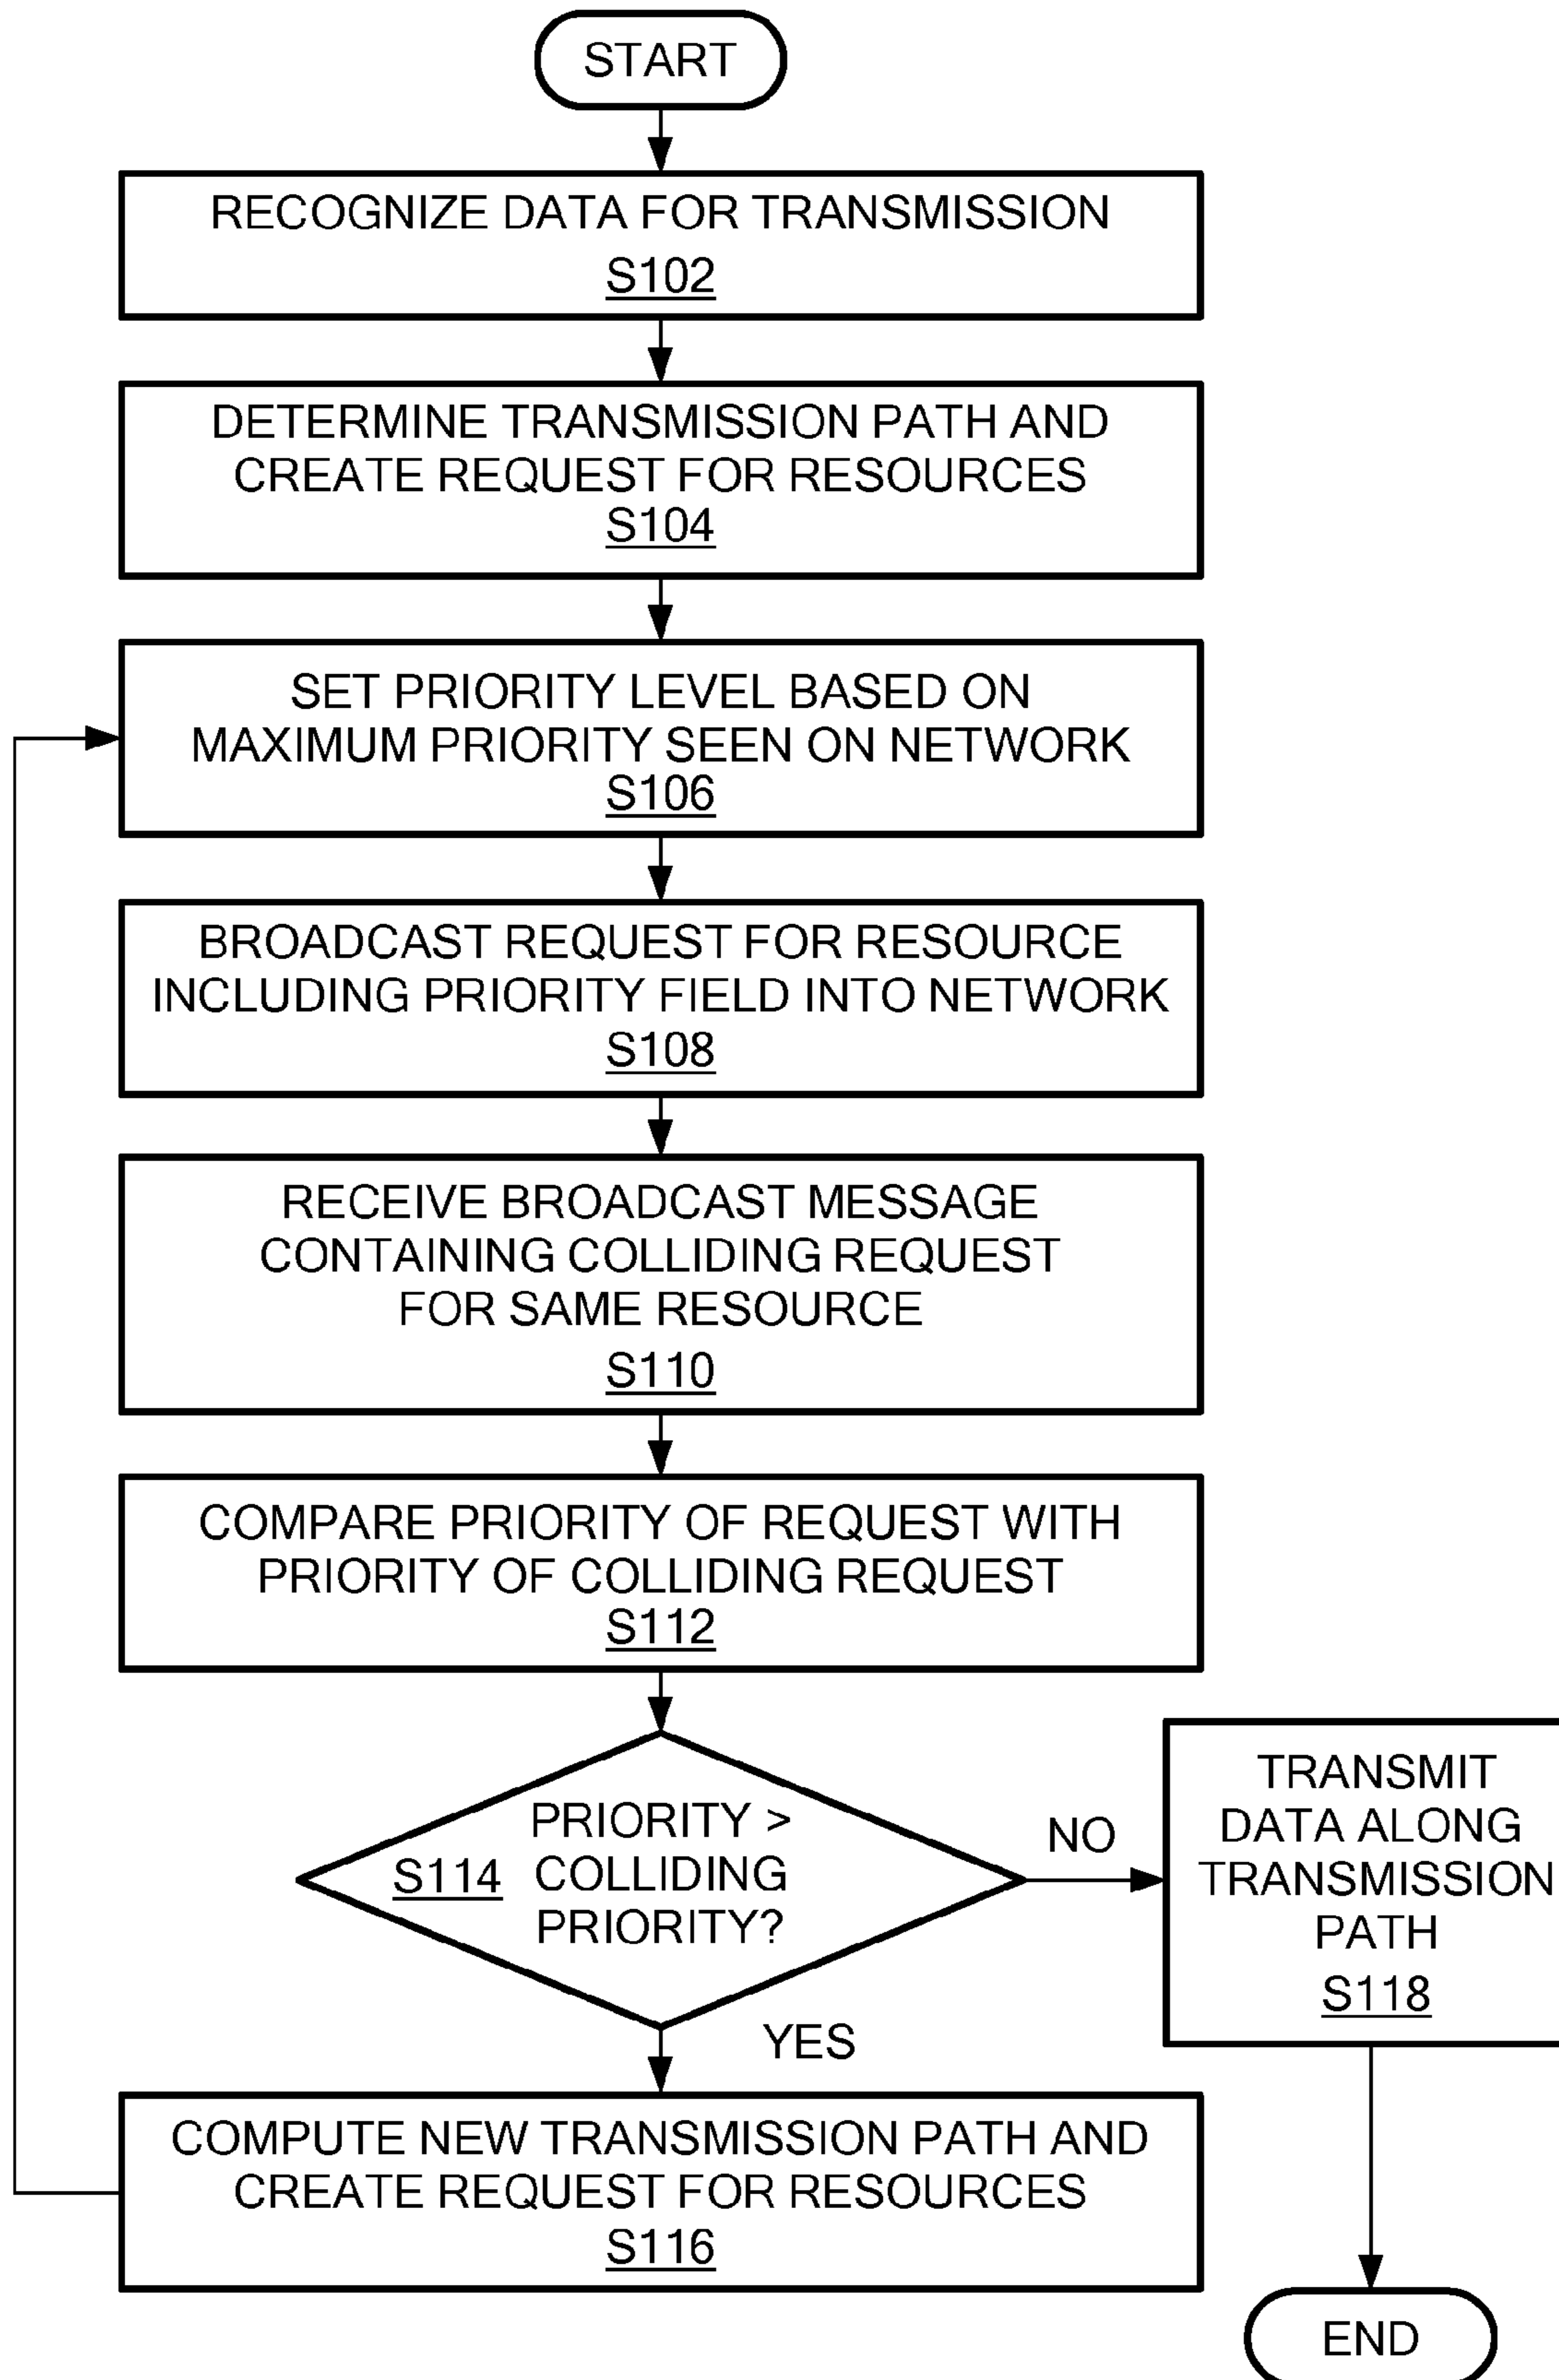 START
RECOGNIZE DATA FOR TRANSMISSION
S102
DETERMINE TRANSMISSION PATH AND
CREATE REQUEST FOR RESOURCES
S104
SET PRIORITY LEVEL BASED ON
MAXIMUM PRIORITY SEEN ON NETWORK
S106
BROADCAST REQUEST FOR RESOURCE
INCLUDING PRIORITY FIELD INTO NETWORK
S108
RECEIVE BROADCAST MESSAGE
CONTAINING COLLIDING REQUEST
FOR SAME RESOURCE
S110
COMPARE PRIORITY OF REQUEST WITH
PRIORITY OF COLLIDING REQUEST
S112
PRIORITY >
S114 COLLIDING
PRIORITY?
NO
TRANSMIT
DATA ALONG
TRANSMISSION
PATH
S118
YES
COMPUTE NEW TRANSMISSION PATH AND
CREATE REQUEST FOR RESOURCES
S116
END